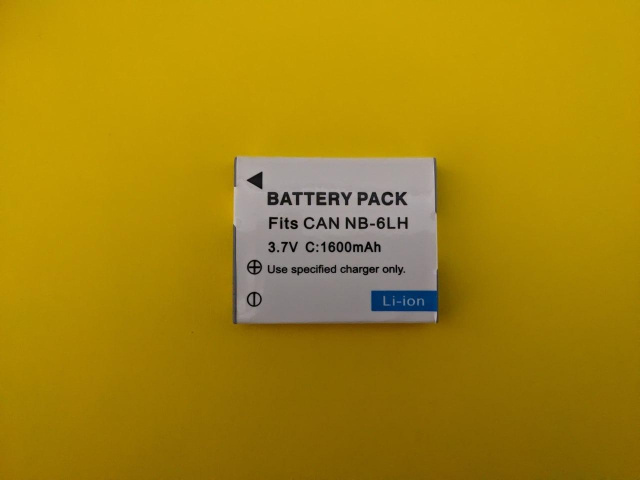 BATTERY PACK
Fits CAN NB-6LH
3.7V C:1600mAh
Use specified charger only.
Li-ion